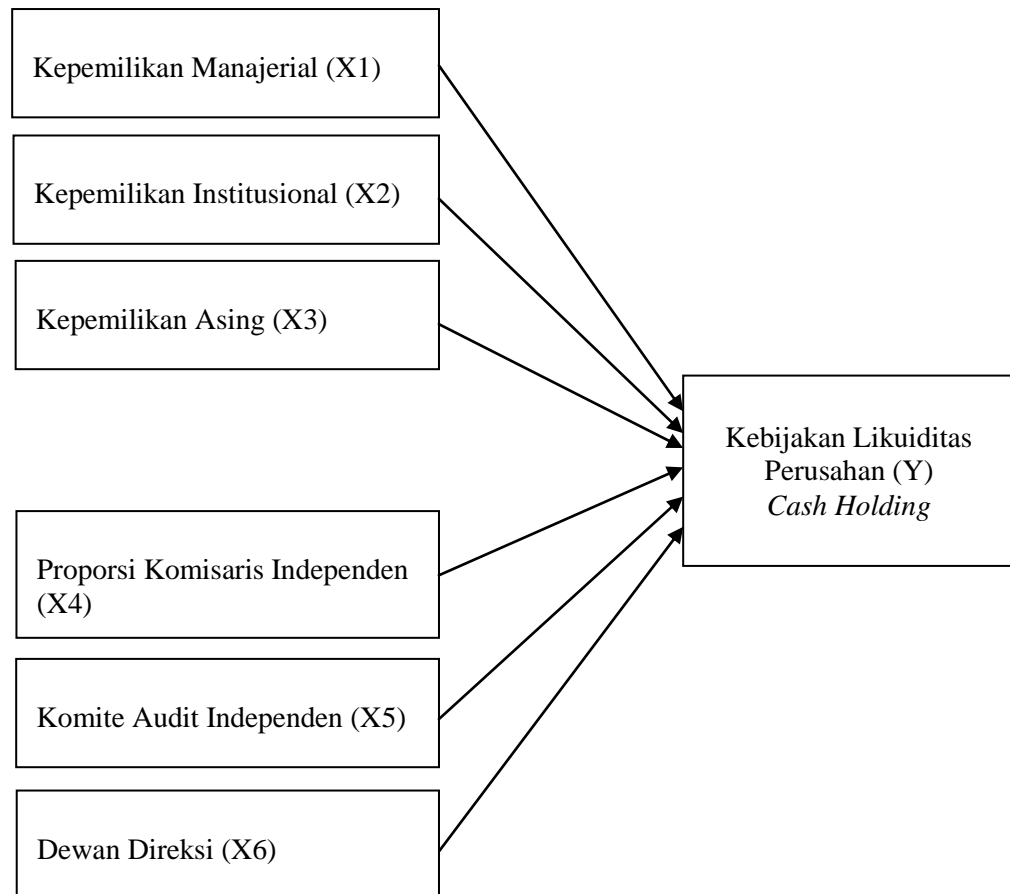 Kepemilikan Manajerial (X1)
Kepemilikan Institusional (X2)
Kepemilikan Asing (X3)
Kebijakan Likuiditas
Perusahan (Y)
Cash Holding
Proporsi Komisaris Independen
(X4)
Komite Audit Independen (X5)
Dewan Direksi (X6)